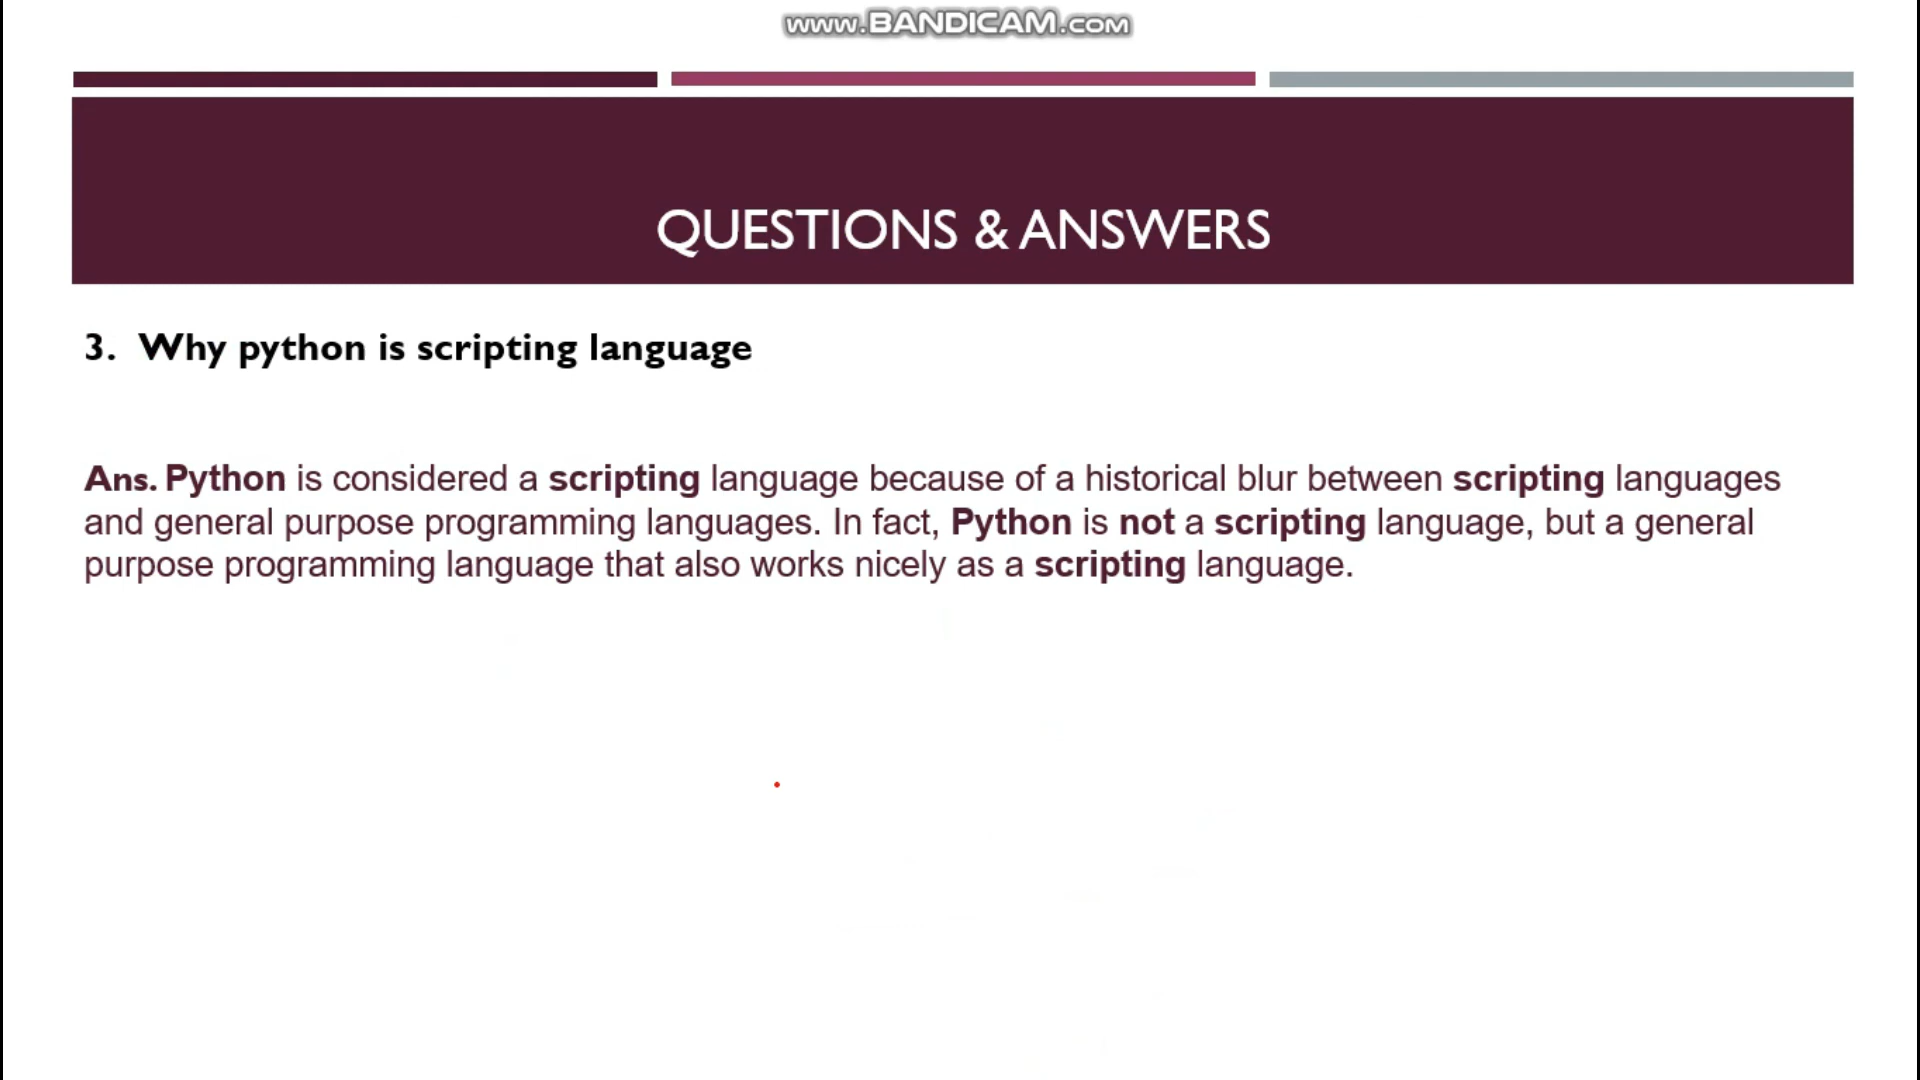 www.BANDICAM.com
QUESTIONS & ANSWERS
3. Why python is scripting language
Ans. Python is considered a scripting language because of a historical blur between scripting languages
and general purpose programming languages. In fact, Python is not a scripting language, but a general
purpose programming language that also works nicely as a scripting language.